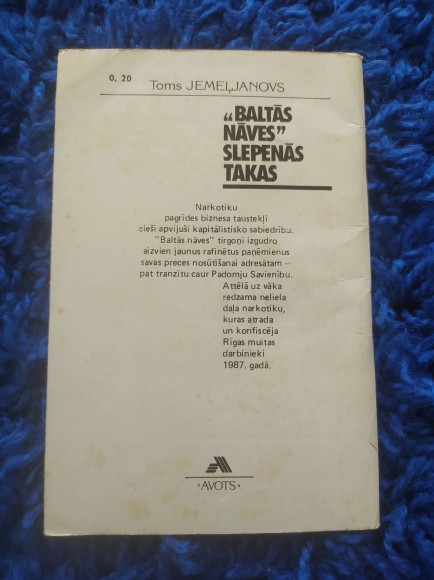 0, 20
Toms JEMEĻJANOVS
„BALTĀS
NĀVES”
SLEPENĀS
TAKAS
Narkotiku
pagrīdes biznesa taustekļi
cieši apvijuši kapitālistisko sabiedrību.
"Baltās nāves" tirgoņi izgudro
aizvien jaunus rafinētus paņēmienus
savas preces nosūtīšanai adresātam —
pat tranzītu caur Padomju Savienību.
Attēlā uz vāka
redzama neliela
daļa narkotiku,
kuras atrada
un konfiscēja
Rīgas muitas
darbinieki
1987. gadā.
·AVOTS·